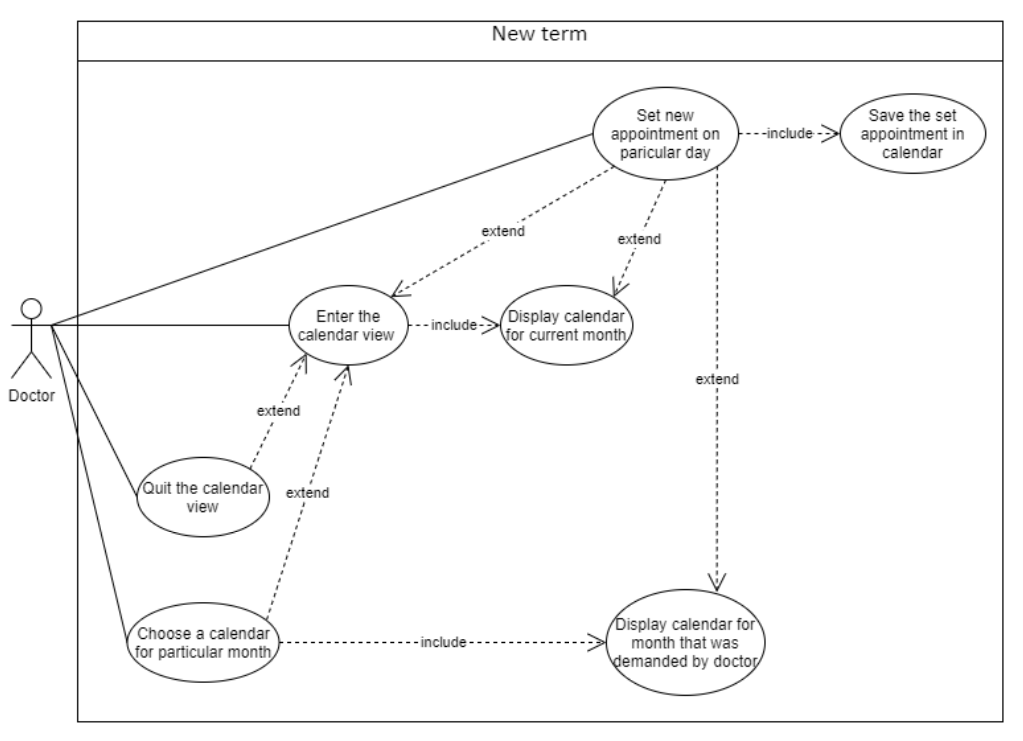 New term
Set new
appointment on
paricular day
include
Save the set
appointment in
calendar
extend
extend
Enter the
calendar view
include
Display calendar
for current month
Doctor
extend
extend
extend
Quit the calendar
view
Choose a calendar
for particular month
include
Display calendar for
month that was
demanded by doctor